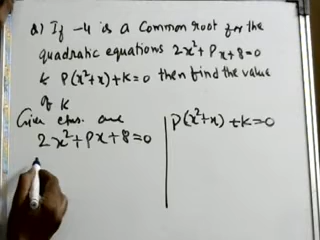 Q) If -4 is a Common root for the
quadratic equations 2x²+Px+8=0
& P(x²+x)+K=0 then find the value
of K
Given eqns. are
2x²+Px+8=0
P(x²+x)+K=0